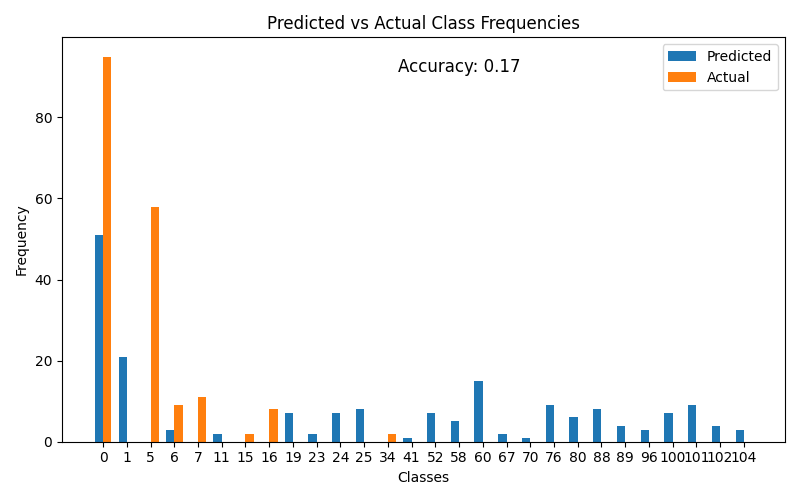 Predicted vs Actual Class Frequencies
Accuracy: 0.17
Predicted
Actual
Frequency
80
60
40
20
0
0 1 5 6 7 11 15 16 19 23 24 25 34 41 52 58 60 67 70 76 80 88 89 96 100 101 102 104
Classes